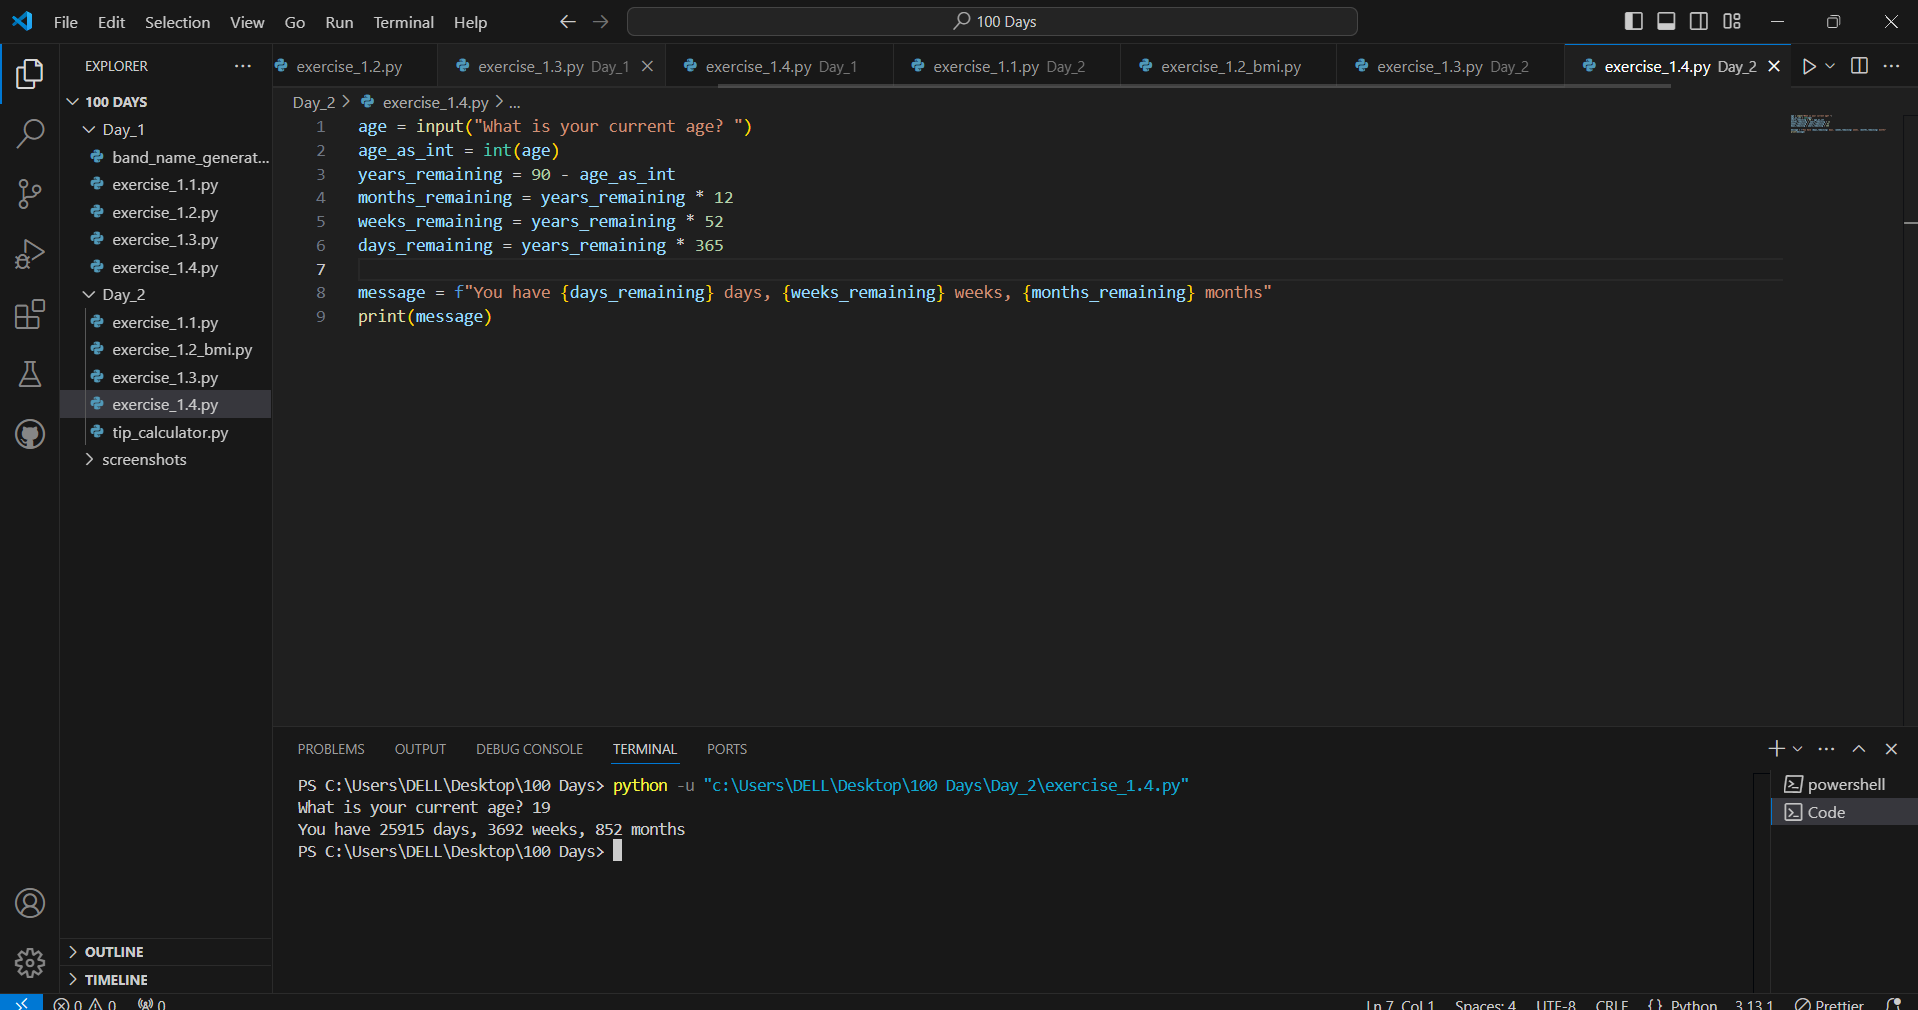 File Edit Selection View Go Run Terminal Help
100 Days
EXPLORER
100 DAYS
Day_1
band_name_generat...
exercise_1.1.py
exercise_1.2.py
exercise_1.3.py
exercise_1.4.py
Day_2
exercise_1.1.py
exercise_1.2_bmi.py
exercise_1.3.py
exercise_1.4.py
tip_calculator.py
screenshots
OUTLINE
TIMELINE
exercise_1.2.py exercise_1.3.py Day_1 exercise_1.4.py Day_1 exercise_1.1.py Day_2 exercise_1.2_bmi.py exercise_1.3.py Day_2 exercise_1.4.py Day_2
Day_2 > exercise_1.4.py > ...
1 age = input("What is your current age? ")
2 age_as_int = int(age)
3 years_remaining = 90 - age_as_int
4 months_remaining = years_remaining * 12
5 weeks_remaining = years_remaining * 52
6 days_remaining = years_remaining * 365
7
8 message = f"You have {days_remaining} days, {weeks_remaining} weeks, {months_remaining} months"
9 print(message)
PROBLEMS OUTPUT DEBUG CONSOLE TERMINAL PORTS
PS C:\Users\DELL\Desktop\100 Days> python -u "c:\Users\DELL\Desktop\100 Days\Day_2\exercise_1.4.py"
What is your current age? 19
You have 25915 days, 3692 weeks, 852 months
PS C:\Users\DELL\Desktop\100 Days>
powershell
Code
0 0 0 Ln 7, Col 1 Spaces: 4 UTF-8 CRLF {} Python 3.13.1 Prettier